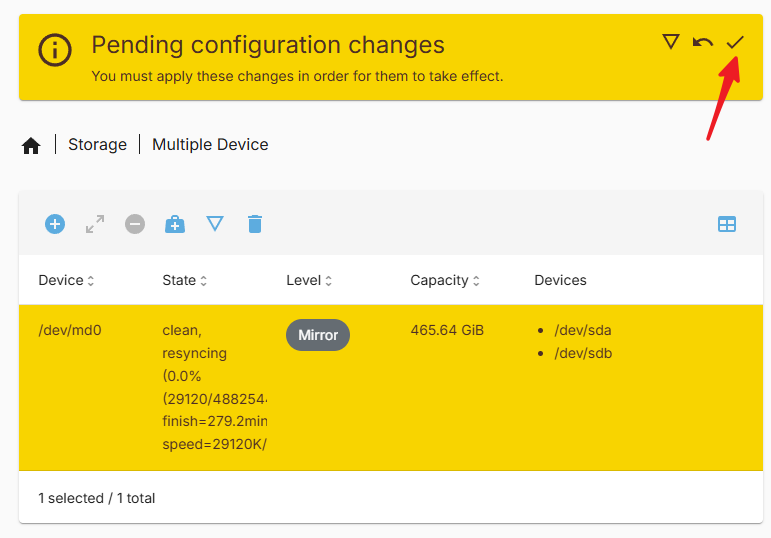 Pending configuration changes
You must apply these changes in order for them to take effect.
Storage | Multiple Device
Device State Level Capacity Devices
/dev/md0 clean, Mirror 465.64 GiB • /dev/sda
resyncing • /dev/sdb
(0.0%
(29120/488254
finish=279.2min
speed=29120K/
1 selected / 1 total